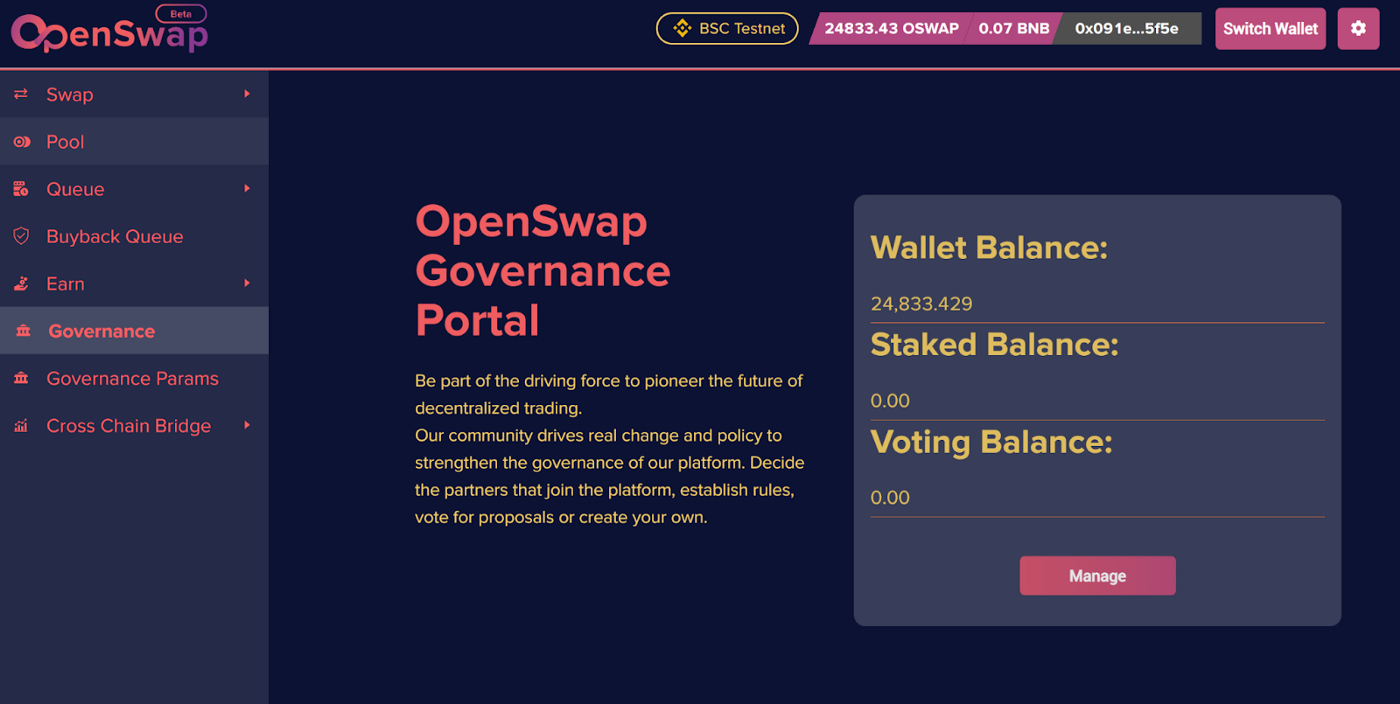 OpenSwap
Beta
BSC Testnet
24833.43 OSWAP
0.07 BNB
0x091e...5f5e
Switch Wallet
Swap
Pool
Queue
Buyback Queue
Earn
Governance
Governance Params
Cross Chain Bridge
OpenSwap
Governance
Portal
Be part of the driving force to pioneer the future of
decentralized trading.
Our community drives real change and policy to
strengthen the governance of our platform. Decide
the partners that join the platform, establish rules,
vote for proposals or create your own.
Wallet Balance:
24,833.429
Staked Balance:
0.00
Voting Balance:
0.00
Manage